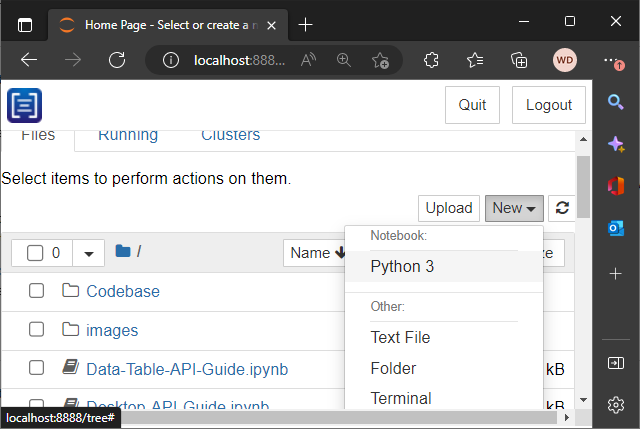 Home Page - Select or create a n
localhost:888...
WD
Quit
Logout
Files
Running
Clusters
Select items to perform actions on them.
Upload
New
0
/
Name
ze
Notebook:
Python 3
Other:
Text File
Folder
Terminal
Codebase
images
Data-Table-API-Guide.ipynb
kB
Desktop-API-Guide.ipynb
kB
localhost:8888/tree#